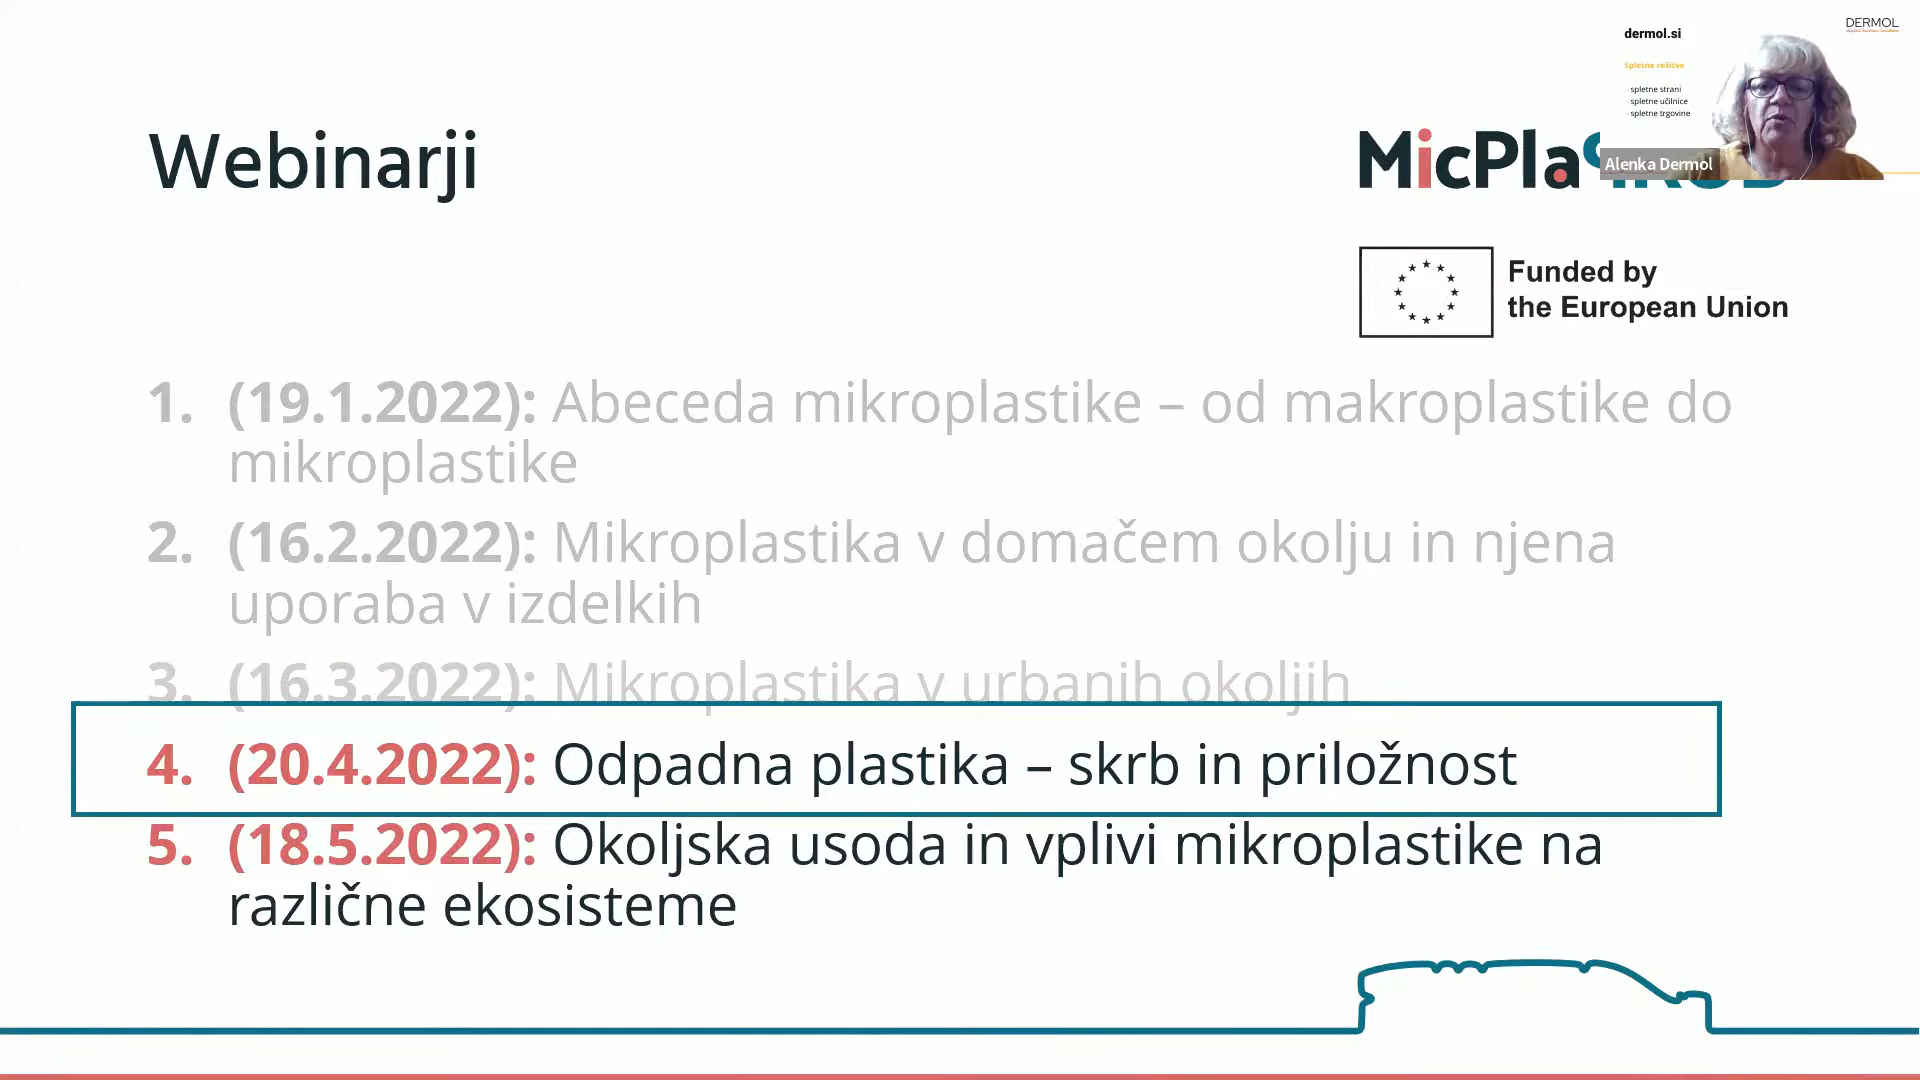 Webinarji
dermol.si
DERMOL
Spletne rešitve
spletne strani
spletne učilnice
spletne trgovine
Alenka Dermol
MicPla
Funded by
the European Union
1. (19.1.2022): Abeceda mikroplastike – od makroplastike do
mikroplastike
2. (16.2.2022): Mikroplastika v domačem okolju in njena
uporaba v izdelkih
3. (16.3.2022): Mikroplastika v urbanih okoljih
4. (20.4.2022): Odpadna plastika – skrb in priložnost
5. (18.5.2022): Okoljska usoda in vplivi mikroplastike na
različne ekosisteme